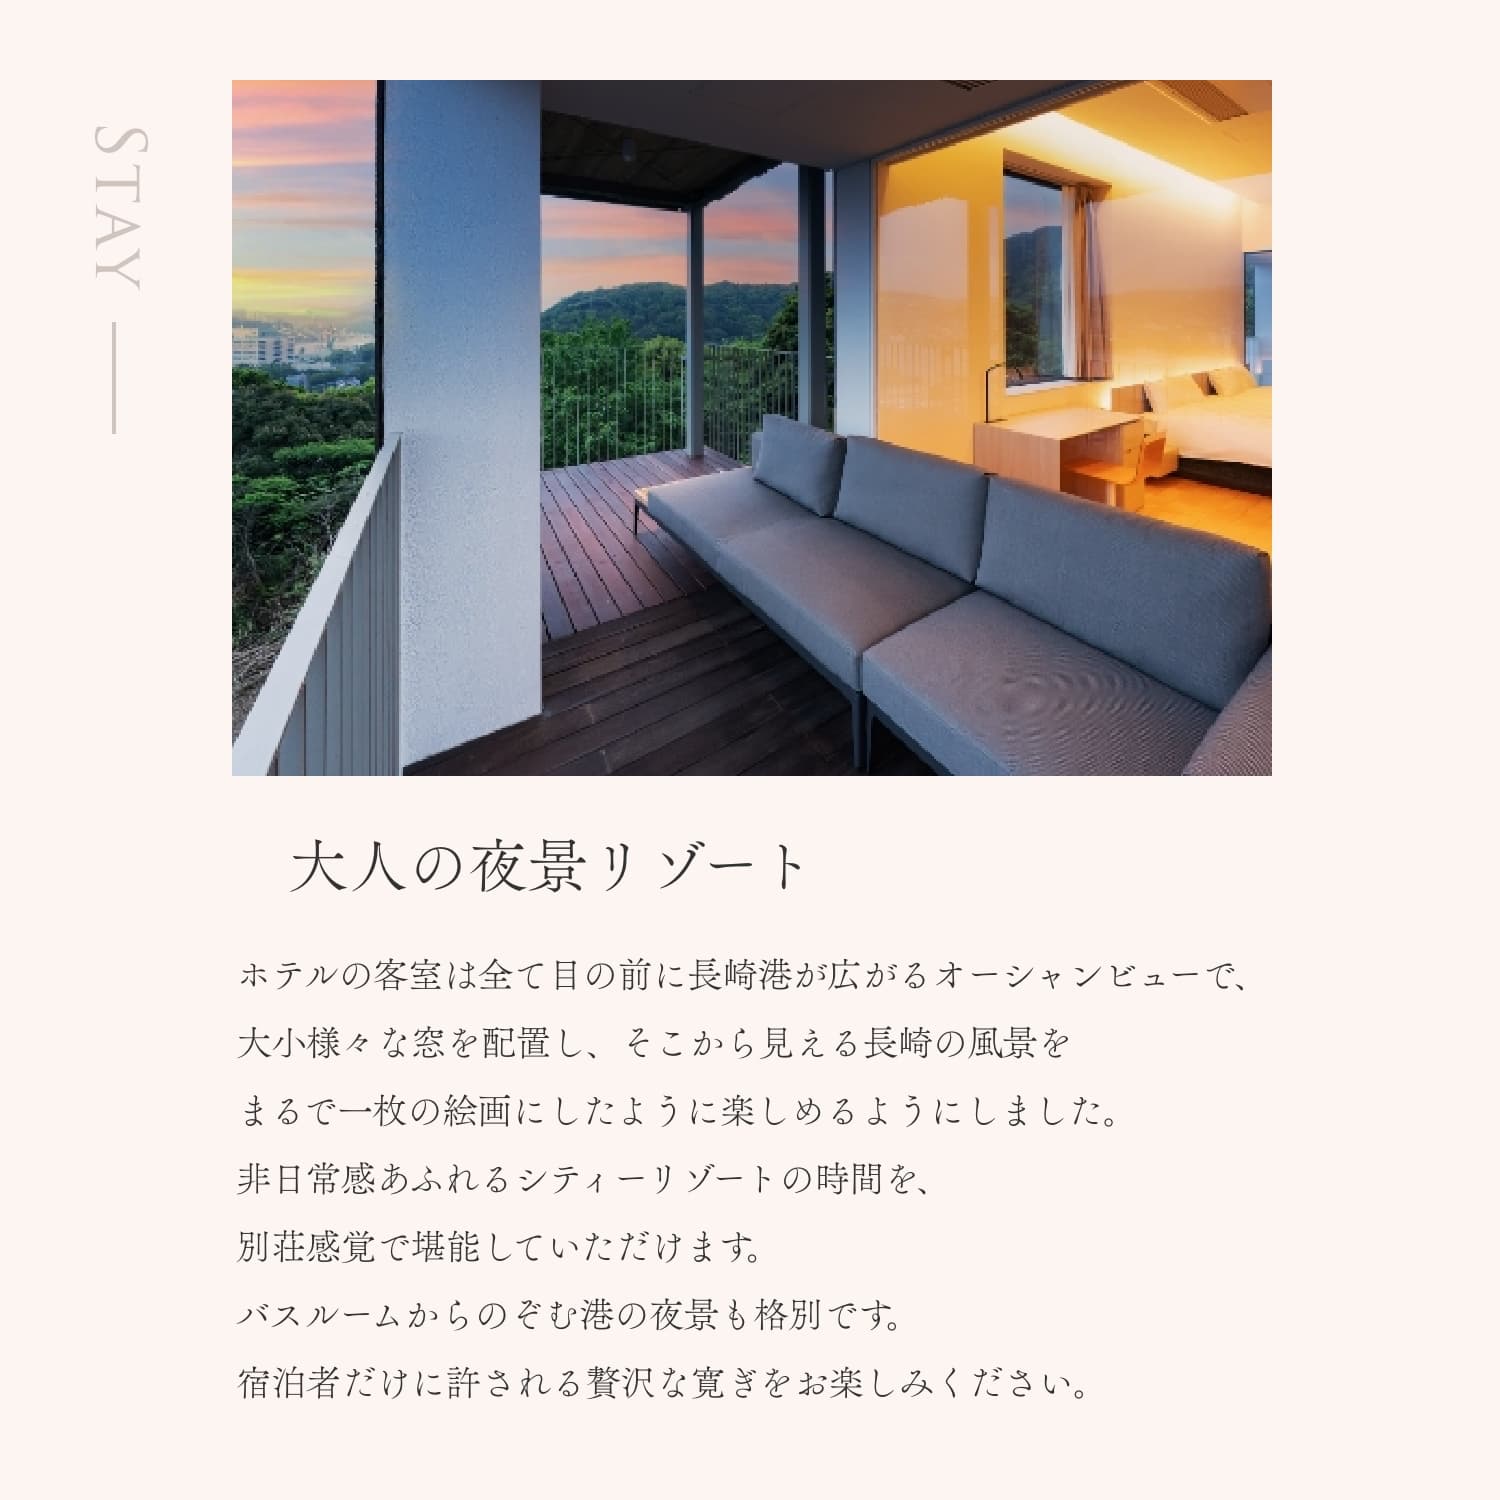 STAY
大人の夜景リゾート
ホテルの客室は全て目の前に長崎港が広がるオーシャンビューで、
大小様々な窓を配置し、そこから見える長崎の風景を
まるで一枚の絵画にしたように楽しめるようにしました。
非日常感あふれるシティーリゾートの時間を、
別荘感覚で堪能していただけます。
バスルームからのぞむ港の夜景も格別です。
宿泊者だけに許される贅沢な寛ぎをお楽しみください。